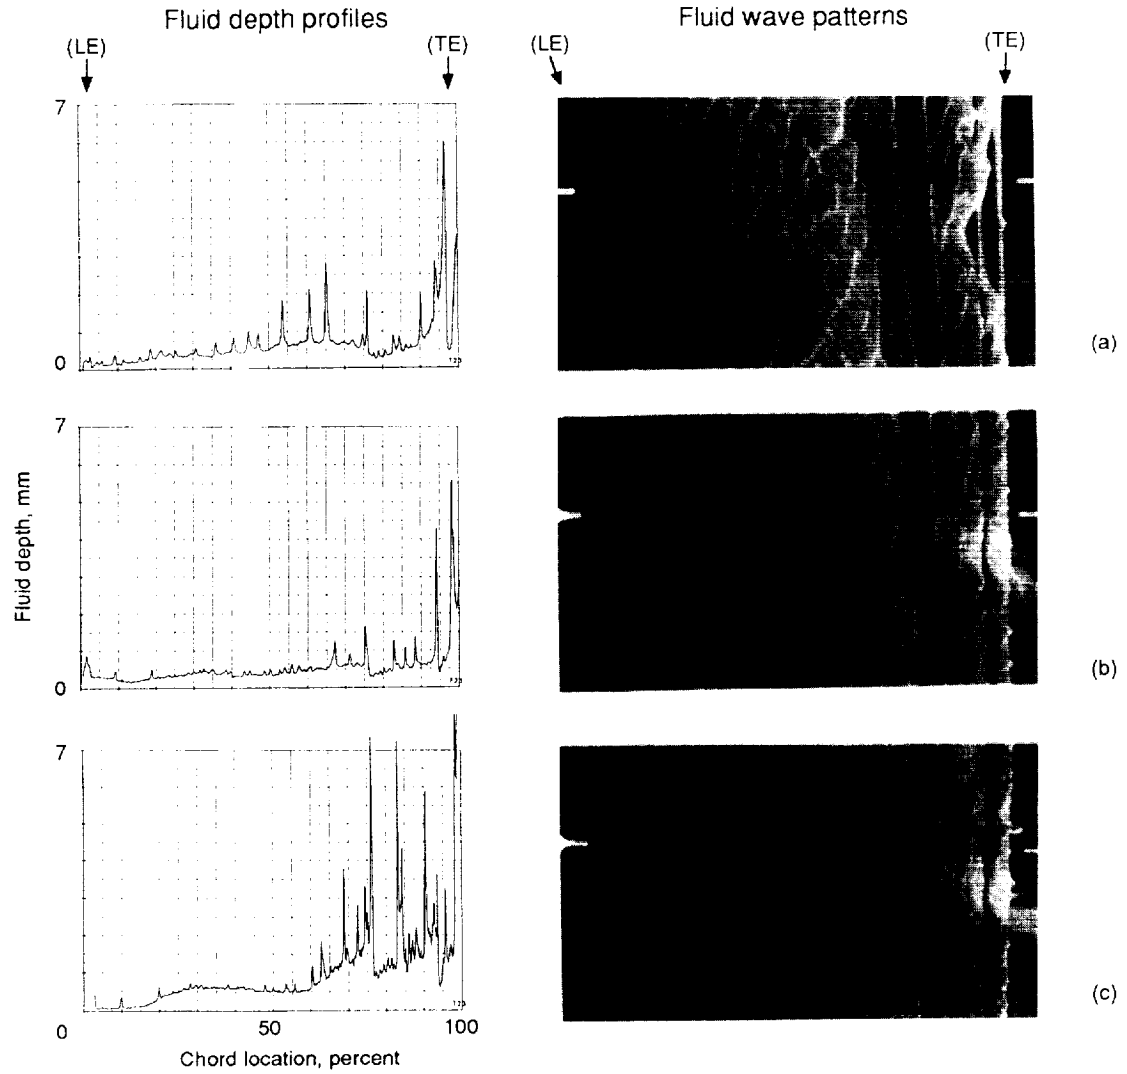 Fluid depth profiles
Fluid wave patterns
(LE)
(TE)
(LE)
(TE)
7
0
(a)
7
Fluid depth, mm
0
(b)
7
0
50
100
(c)
Chord location, percent